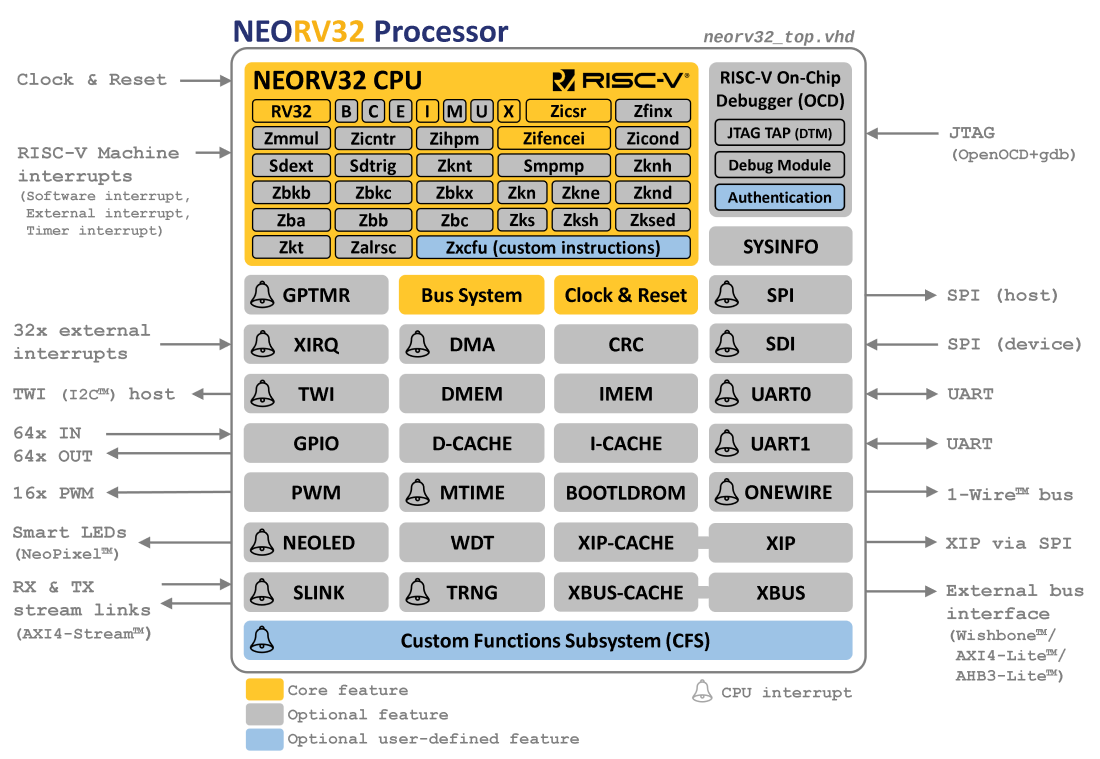 NEORV32 Processor
neorv32_top.vhd
Clock & Reset
RISC-V Machine
interrupts
(Software interrupt,
External interrupt,
Timer interrupt)
32x external
interrupts
TWI (I2C™) host
64x IN
64x OUT
16x PWM
Smart LEDs
(NeoPixel™)
RX & TX
stream links
(AXI4-Stream™)
NEORV32 CPU
RISC-V®
RV32 B C E I M U X Zicsr Zfinx
Zmmul Zicntr Zihpm Zifencei Zicond
Sdext Sdtrig Zknt Smpmp Zknh
Zbkb Zbkc Zbkx Zkn Zkne Zknd
Zba Zbb Zbc Zks Zksh Zksed
Zkt Zalrsc Zxcfu (custom instructions)
RISC-V On-Chip
Debugger (OCD)
JTAG TAP (DTM)
Debug Module
Authentication
SYSINFO
GPTMR Bus System Clock & Reset SPI
XIRQ DMA CRC SDI
TWI DMEM IMEM UART0
GPIO D-CACHE I-CACHE UART1
PWM MTIME BOOTLDROM ONEWIRE
NEOLED WDT XIP-CACHE XIP
SLINK TRNG XBUS-CACHE XBUS
Custom Functions Subsystem (CFS)
JTAG
(OpenOCD+gdb)
SPI (host)
SPI (device)
UART
UART
1-Wire™ bus
XIP via SPI
External bus
interface
(Wishbone™/
AXI4-Lite™/
AHB3-Lite™)
Core feature
Optional feature
Optional user-defined feature
CPU interrupt